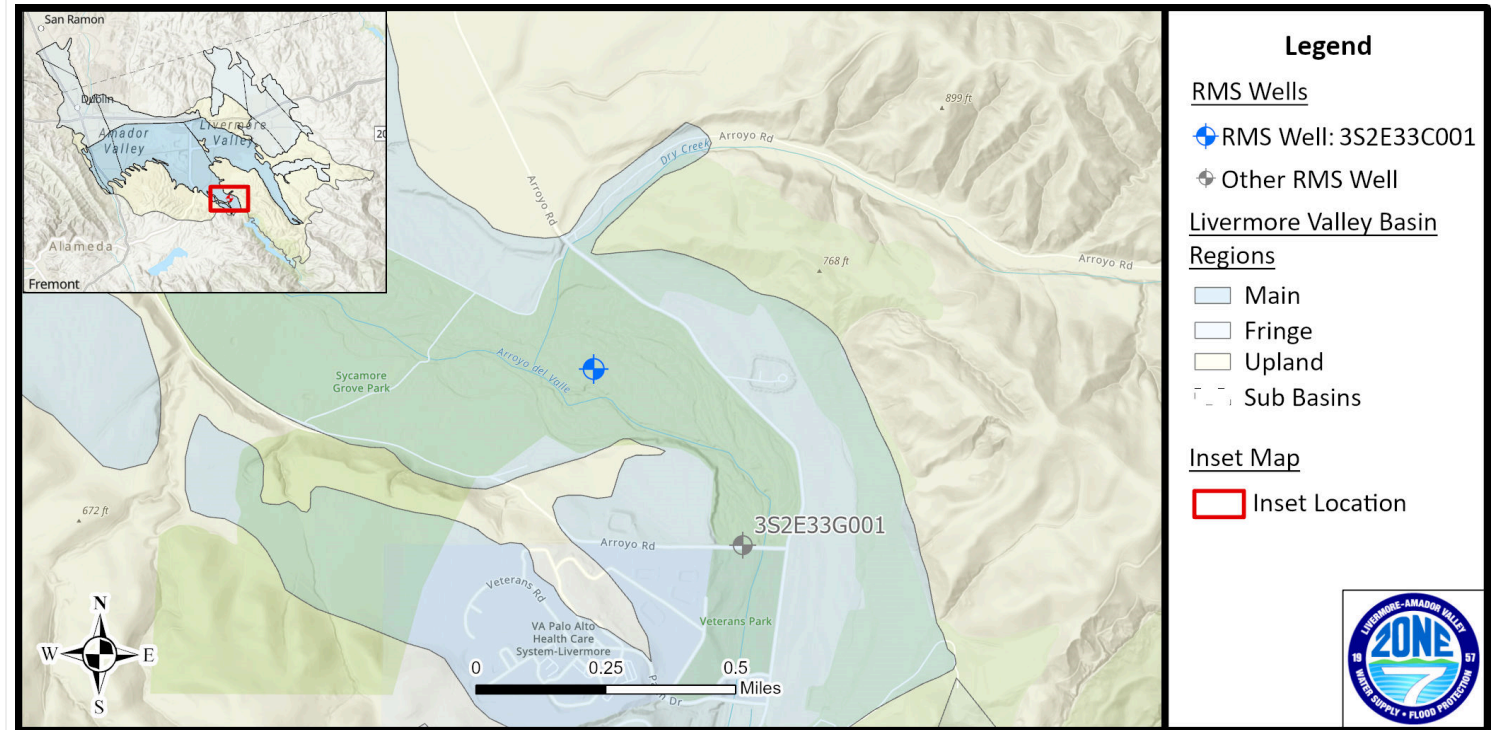 San Ramon
Dublin
Amador
Valley
Livermore
Valley
20
Alameda
Fremont
899 ft
Arroyo Rd
Dry Creek
Arroyo Rd
768 ft
Arroyo Rd
Arroyo del Valle
Sycamore
Grove Park
672 ft
3S2E33G001
Arroyo Rd
Veterans Rd
VA Palo Alto
Health Care
System-Livermore
Veterans Park
Dr
N
W E
S
0 0.25 0.5
Miles
Legend
RMS Wells
RMS Well: 3S2E33C001
Other RMS Well
Livermore Valley Basin
Regions
Main
Fringe
Upland
Sub Basins
Inset Map
Inset Location
LIVERMORE-AMADOR VALLEY
ZONE
7
19 57
WATER SUPPLY • FLOOD PROTECTION